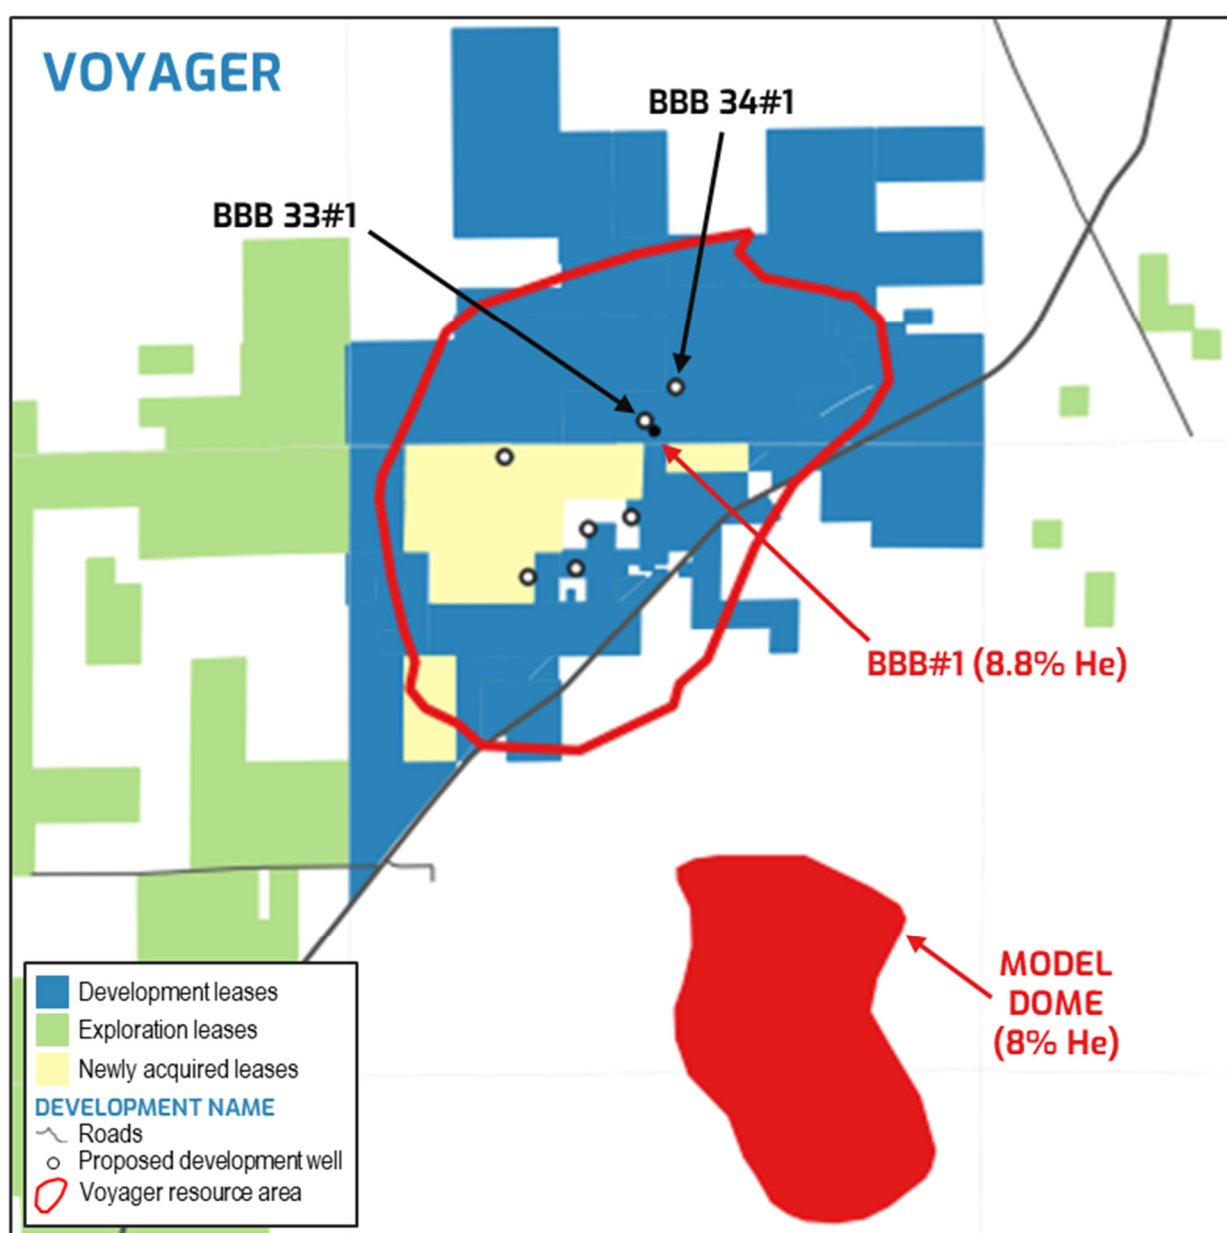 VOYAGER
BBB 34#1
BBB 33#1
BBB#1 (8.8% He)
MODEL
DOME
(8% He)
Development leases
Exploration leases
Newly acquired leases
DEVELOPMENT NAME
Roads
Proposed development well
Voyager resource area